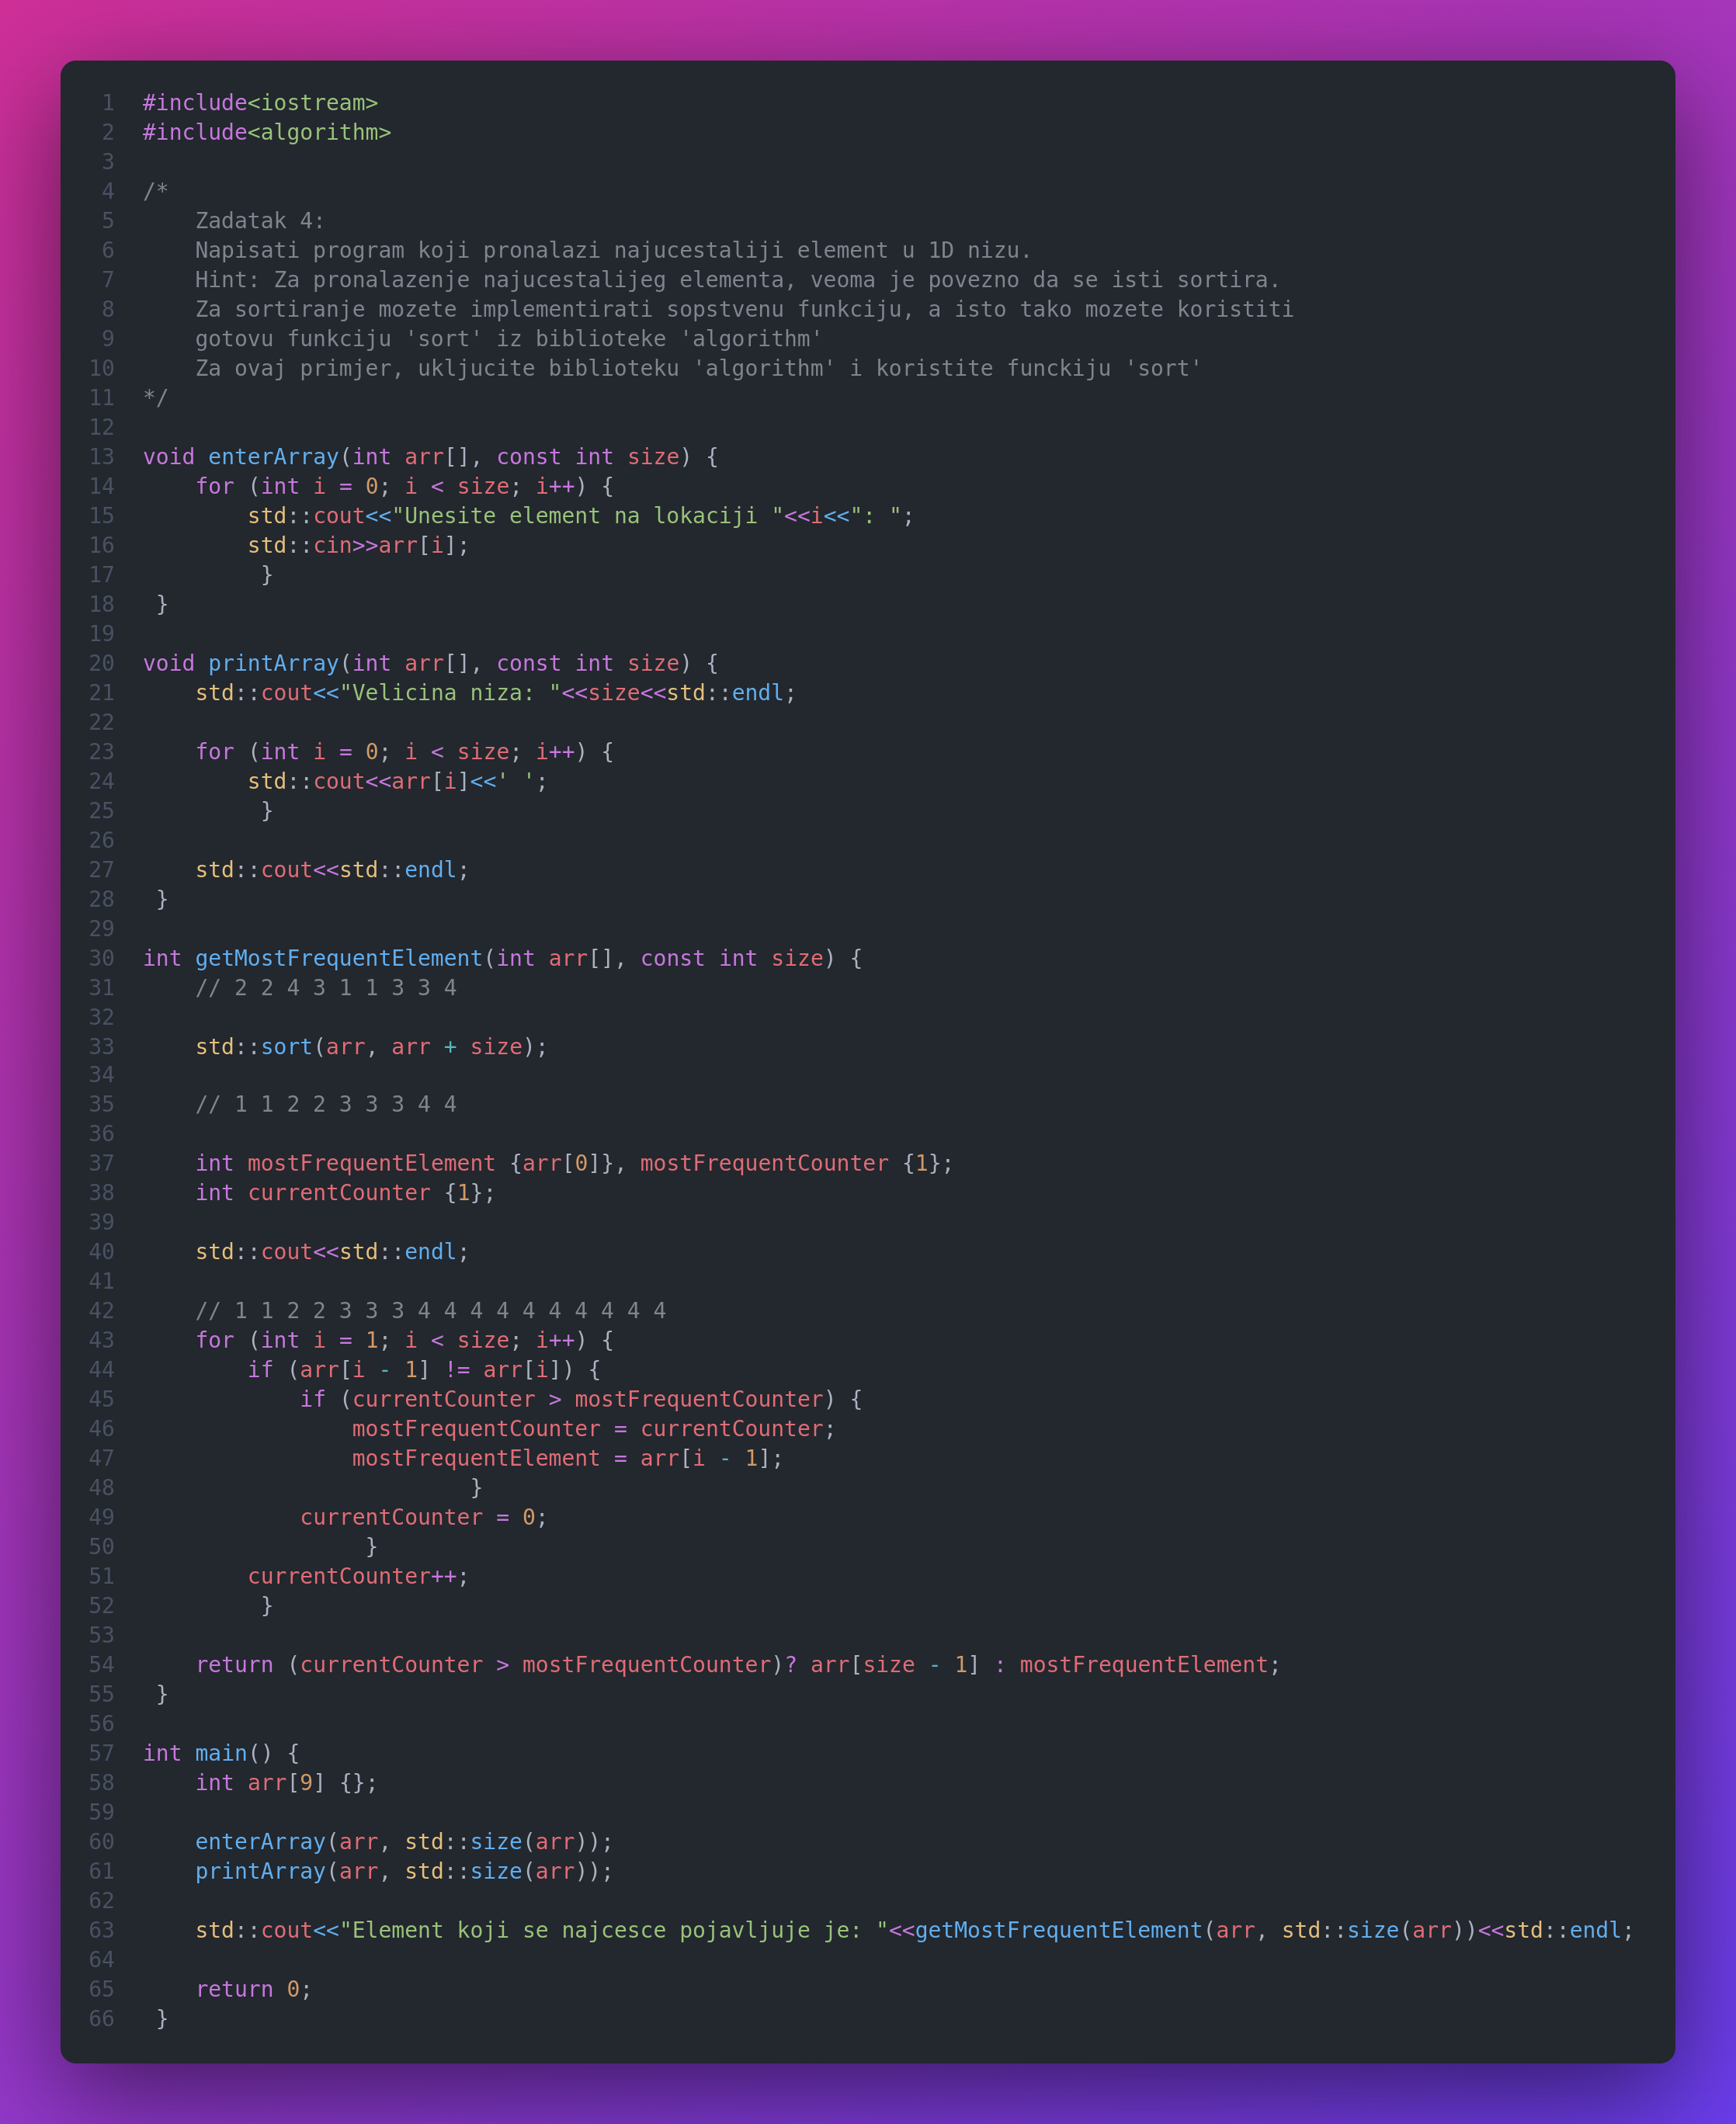 1 #include<iostream>
2 #include<algorithm>
3
4 /*
5     Zadatak 4:
6     Napisati program koji pronalazi najucestaliji element u 1D nizu.
7     Hint: Za pronalazenje najucestalijeg elementa, veoma je povezno da se isti sortira.
8     Za sortiranje mozete implementirati sopstvenu funkciju, a isto tako mozete koristiti
9     gotovu funkciju 'sort' iz biblioteke 'algorithm'
10     Za ovaj primjer, ukljucite biblioteku 'algorithm' i koristite funckiju 'sort'
11 */
12
13 void enterArray(int arr[], const int size) {
14     for (int i = 0; i < size; i++) {
15         std::cout<<"Unesite element na lokaciji "<<i<<": ";
16         std::cin>>arr[i];
17          }
18  }
19
20 void printArray(int arr[], const int size) {
21     std::cout<<"Velicina niza: "<<size<<std::endl;
22
23     for (int i = 0; i < size; i++) {
24         std::cout<<arr[i]<<' ';
25          }
26
27     std::cout<<std::endl;
28  }
29
30 int getMostFrequentElement(int arr[], const int size) {
31     // 2 2 4 3 1 1 3 3 4
32
33     std::sort(arr, arr + size);
34
35     // 1 1 2 2 3 3 3 4 4
36
37     int mostFrequentElement {arr[0]}, mostFrequentCounter {1};
38     int currentCounter {1};
39
40     std::cout<<std::endl;
41
42     // 1 1 2 2 3 3 3 4 4 4 4 4 4 4 4 4 4
43     for (int i = 1; i < size; i++) {
44         if (arr[i - 1] != arr[i]) {
45             if (currentCounter > mostFrequentCounter) {
46                 mostFrequentCounter = currentCounter;
47                 mostFrequentElement = arr[i - 1];
48                          }
49             currentCounter = 0;
50                  }
51         currentCounter++;
52          }
53
54     return (currentCounter > mostFrequentCounter)? arr[size - 1] : mostFrequentElement;
55  }
56
57 int main() {
58     int arr[9] {};
59
60     enterArray(arr, std::size(arr));
61     printArray(arr, std::size(arr));
62
63     std::cout<<"Element koji se najcesce pojavljuje je: "<<getMostFrequentElement(arr, std::size(arr))<<std::endl;
64
65     return 0;
66  }